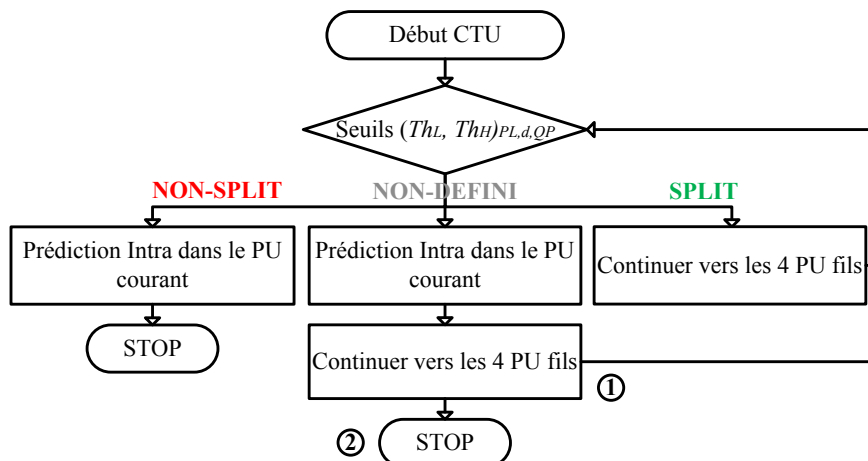 Début CTU
Seuils (ThL, ThH)PL,d,QP
NON-SPLIT
NON-DEFINI
SPLIT
Prédiction Intra dans le PU
courant
Prédiction Intra dans le PU
courant
Continuer vers les 4 PU fils
STOP
Continuer vers les 4 PU fils
1
2
STOP